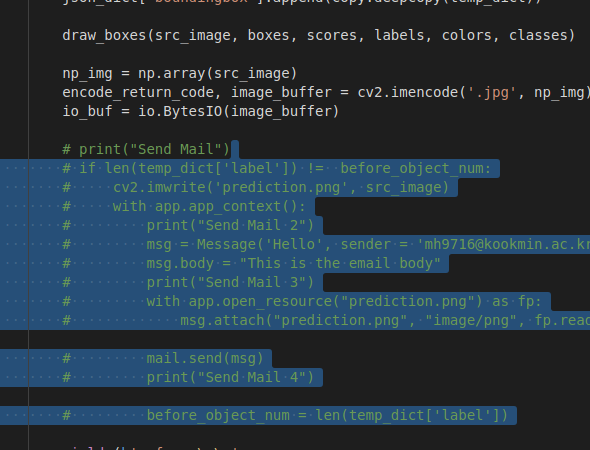 json_dict['boundingbox'].append(copy.deepcopy(temp_dict))
draw_boxes(src_image, boxes, scores, labels, colors, classes)
np_img = np.array(src_image)
encode_return_code, image_buffer = cv2.imencode('.jpg', np_img)
io_buf = io.BytesIO(image_buffer)
# print("Send Mail")
# if len(temp_dict['label']) != before_object_num:
#     cv2.imwrite('prediction.png', src_image)
#     with app.app_context():
#         print("Send Mail 2")
#         msg = Message('Hello', sender = 'mh9716@kookmin.ac.kr
#         msg.body = "This is the email body"
#         print("Send Mail 3")
#         with app.open_resource("prediction.png") as fp:
#             msg.attach("prediction.png", "image/png", fp.read
#         mail.send(msg)
#         print("Send Mail 4")
#         before_object_num = len(temp_dict['label'])